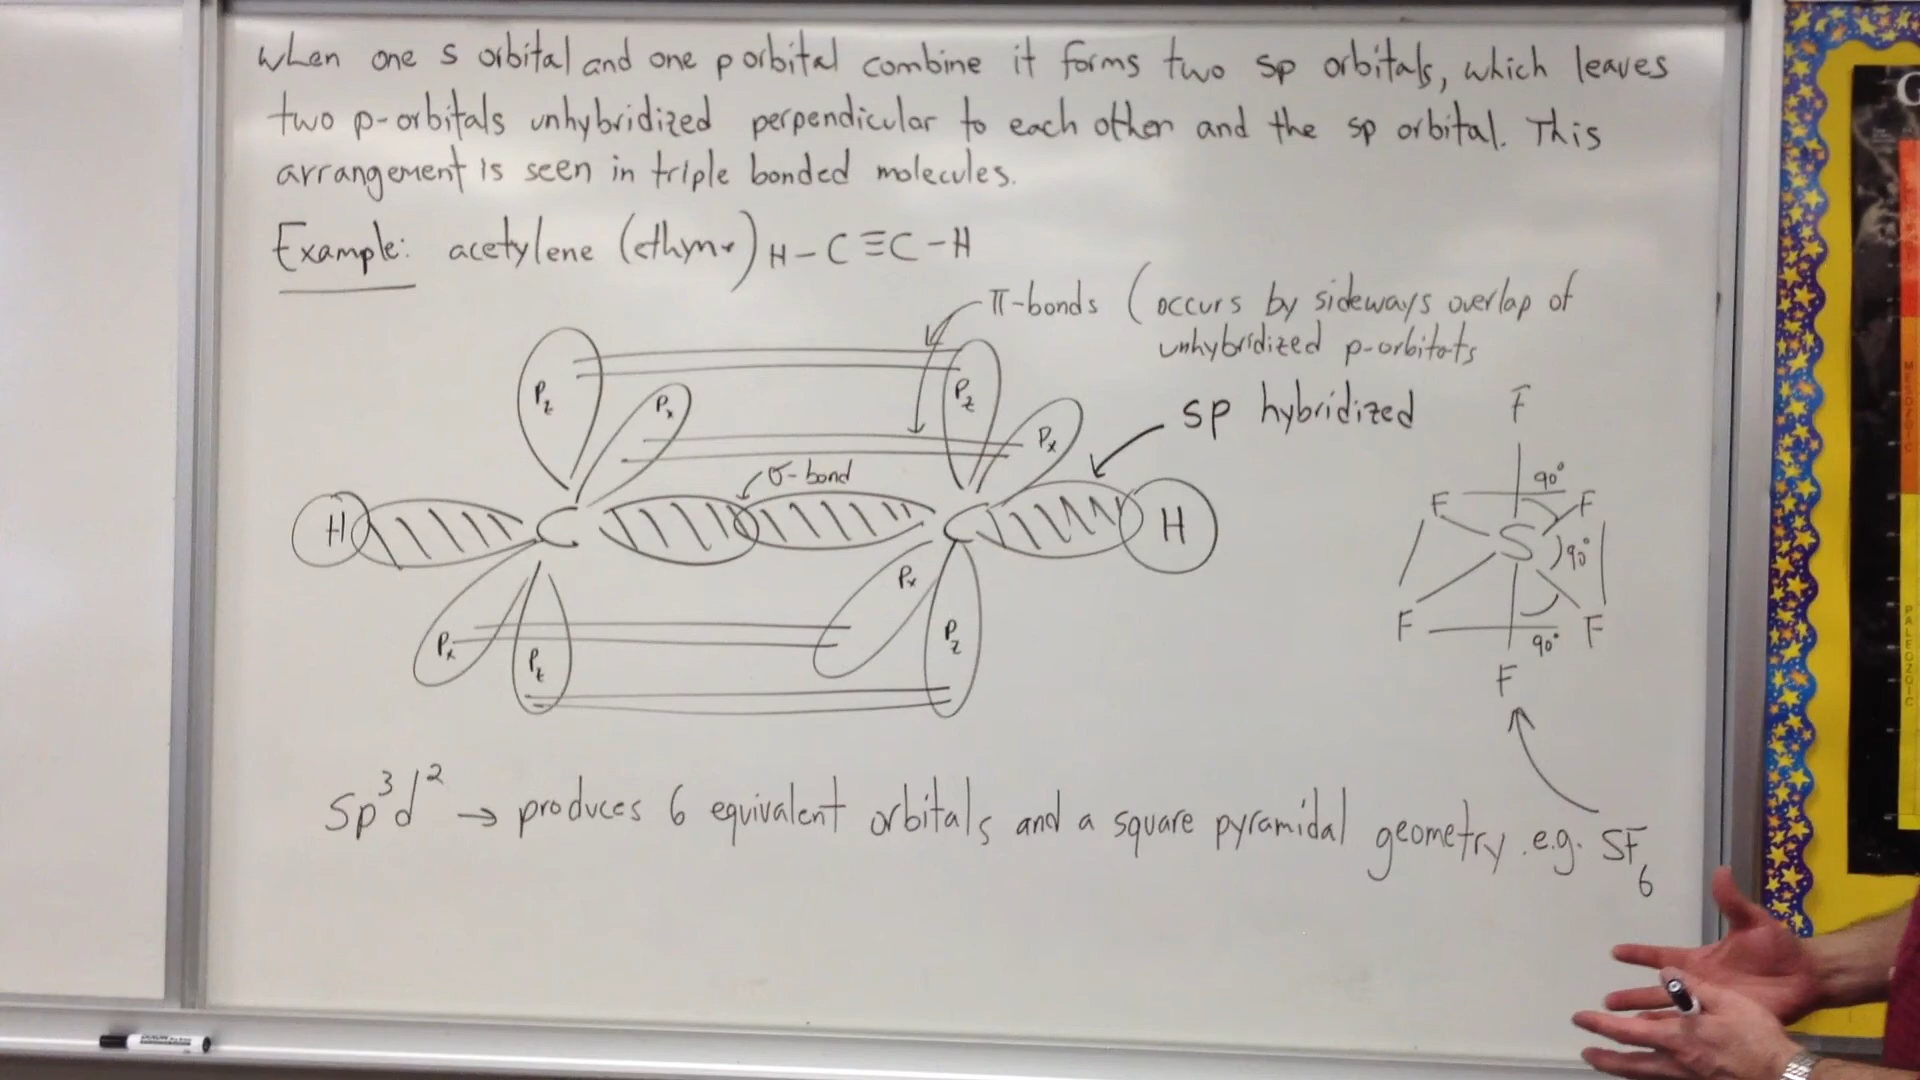 when one s orbital and one p orbital combine it forms two sp orbitals, which leaves
two p-orbitals unhybridized perpendicular to each other and the sp orbital. This
arrangement is seen in triple bonded molecules.
Example: acetylene (ethyne) H-C≡C-H
π-bonds (occurs by sideways overlap of
unhybridized p-orbitals
sp hybridized
Pz
Px
Pz
Px
σ-bond
H
C
C
H
Px
Pz
Px
Pz
F
90°
F
F
S
90°
F
F
90°
F
sp³d² → produces 6 equivalent orbitals and a square pyramidal geometry. e.g. SF₆
MESOZOIC
PALEOZOIC